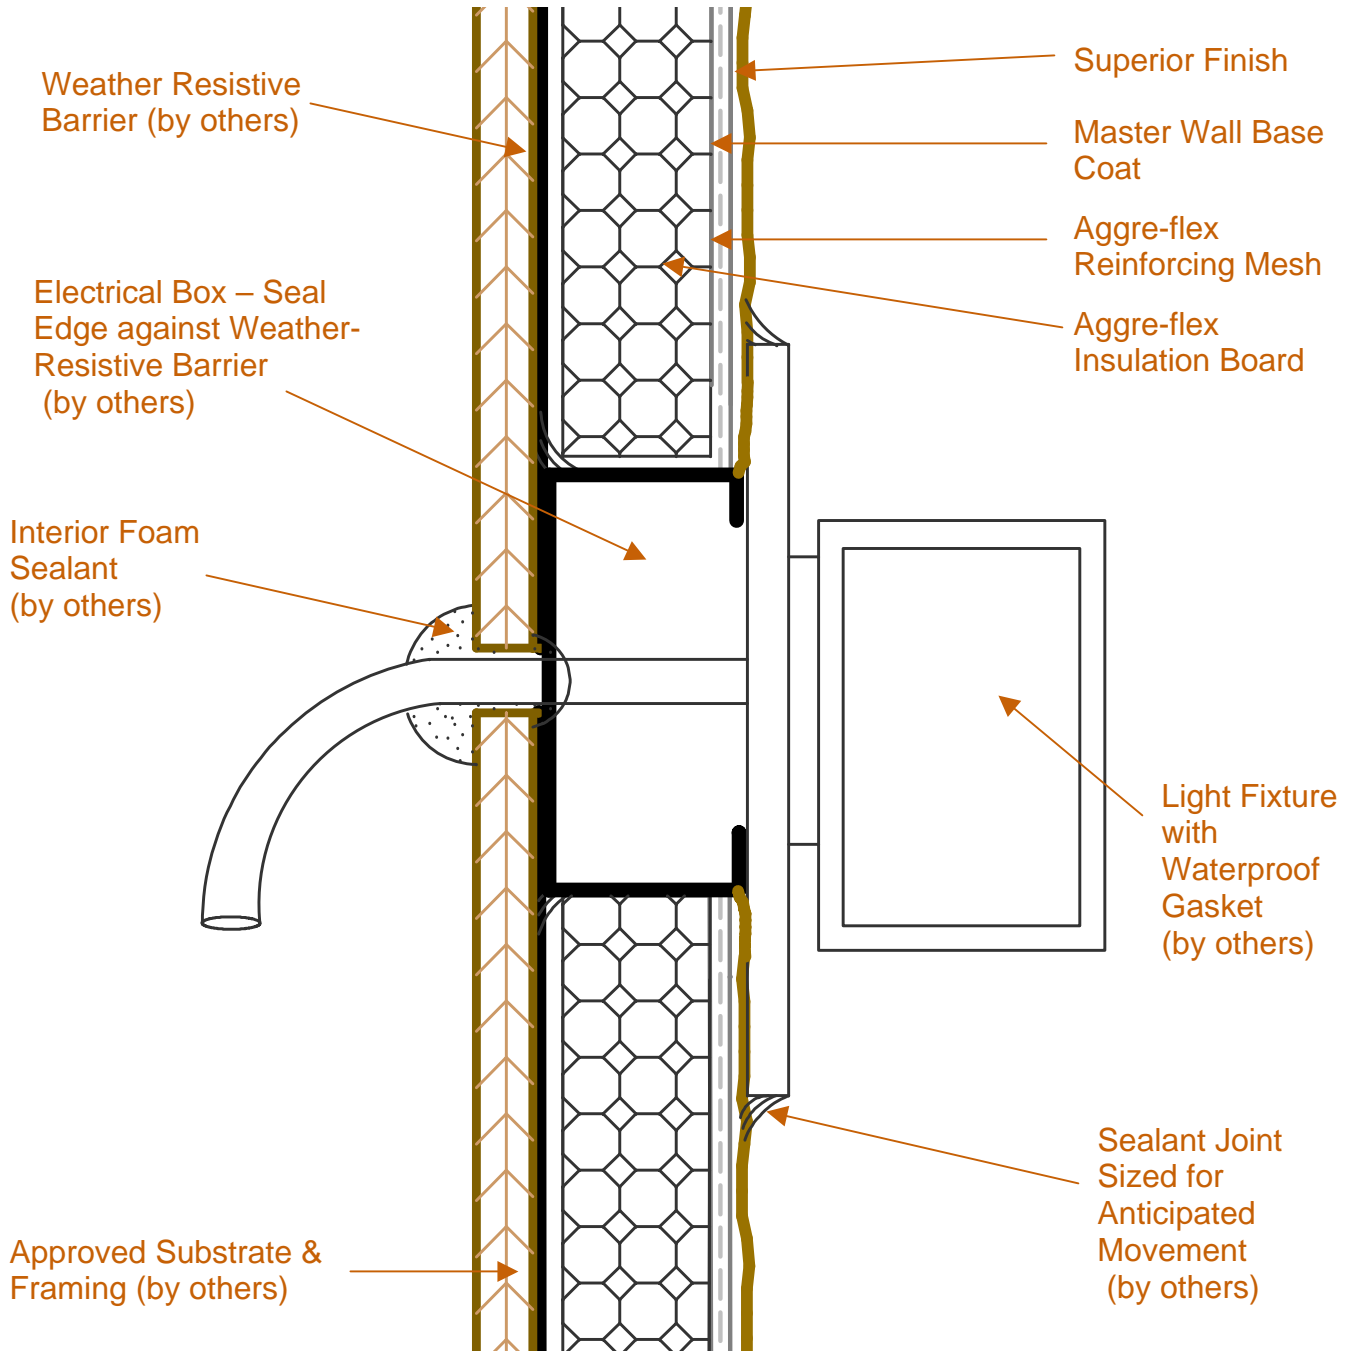 Weather Resistive
Barrier (by others)
Electrical Box – Seal
Edge against Weather-
Resistive Barrier
(by others)
Interior Foam
Sealant
(by others)
Approved Substrate &
Framing (by others)
Superior Finish
Master Wall Base
Coat
Aggre-flex
Reinforcing Mesh
Aggre-flex
Insulation Board
Light Fixture
with
Waterproof
Gasket
(by others)
Sealant Joint
Sized for
Anticipated
Movement
(by others)